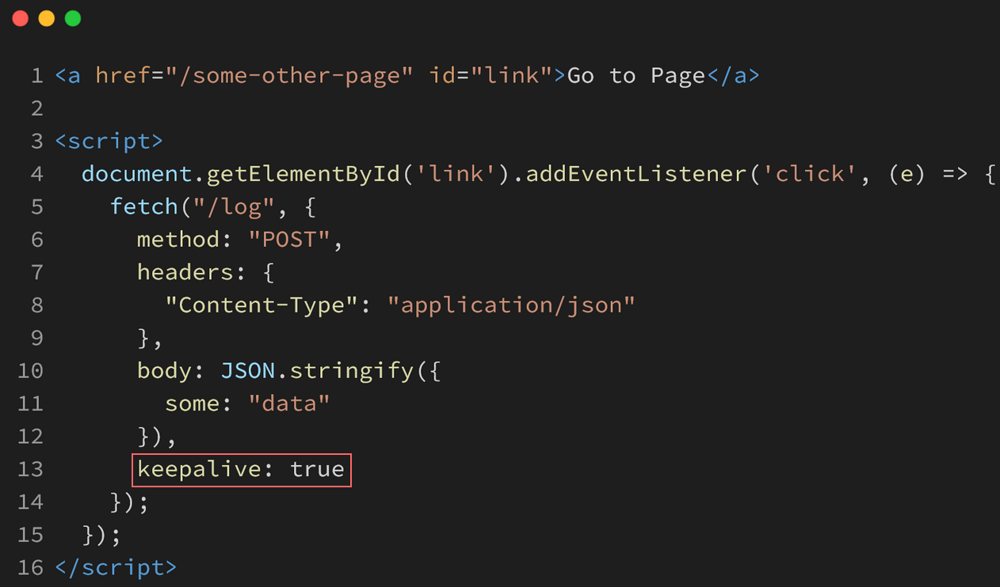 1 <a href="/some-other-page" id="link">Go to Page</a>
2
3 <script>
4   document.getElementById('link').addEventListener('click', (e) => {
5     fetch("/log", {
6       method: "POST",
7       headers: {
8         "Content-Type": "application/json"
9       },
10       body: JSON.stringify({
11         some: "data"
12       }),
13       keepalive: true
14     });
15   });
16 </script>